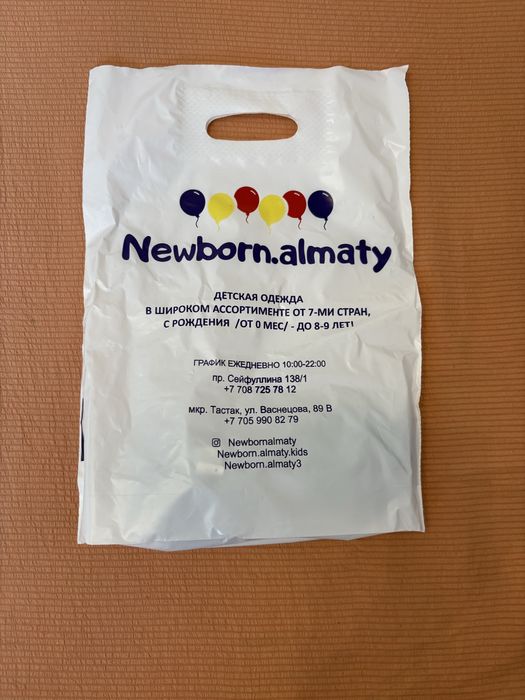 Newborn.almaty
ДЕТСКАЯ ОДЕЖДА
В ШИРОКОМ АССОРТИМЕНТЕ ОТ 7-МИ СТРАН,
С РОЖДЕНИЯ /ОТ 0 МЕС/ - ДО 8-9 ЛЕТ!
ГРАФИК ЕЖЕДНЕВНО 10:00-22:00
пр. Сейфуллина 138/1
+7 708 725 78 12
мкр. Тастак, ул. Васнецова, 89 В
+7 705 990 82 79
Newbornalmaty
Newborn.almaty.kids
Newborn.almaty3